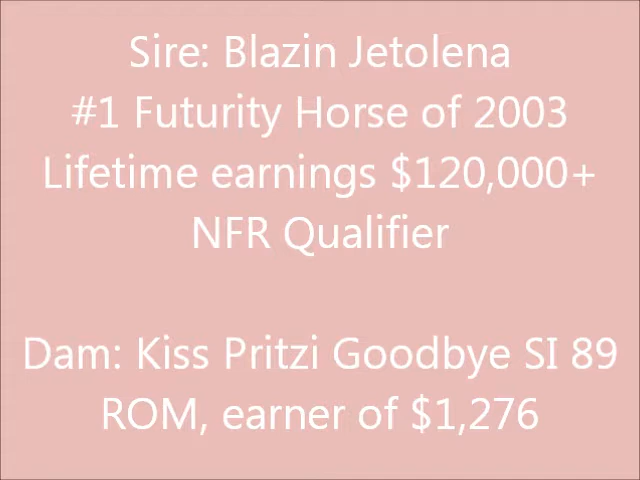 Sire: Blazin Jetolena
#1 Futurity Horse of 2003
Lifetime earnings $120,000+
NFR Qualifier
Dam: Kiss Pritzi Goodbye SI 89
ROM, earner of $1,276